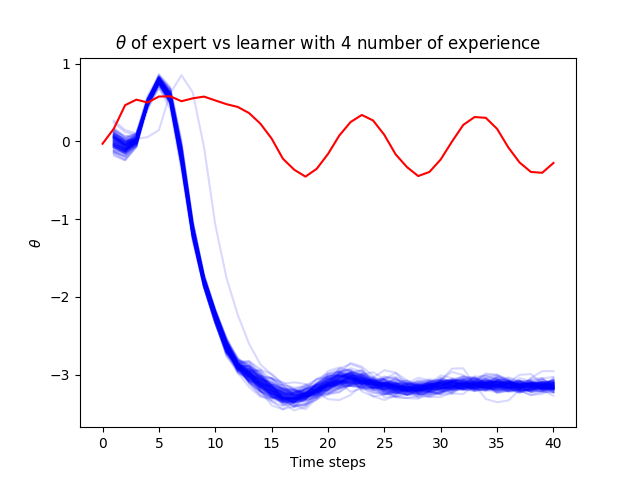 θ of expert vs learner with 4 number of experience
1
0
−1
−2
−3
θ
0 5 10 15 20 25 30 35 40
Time steps